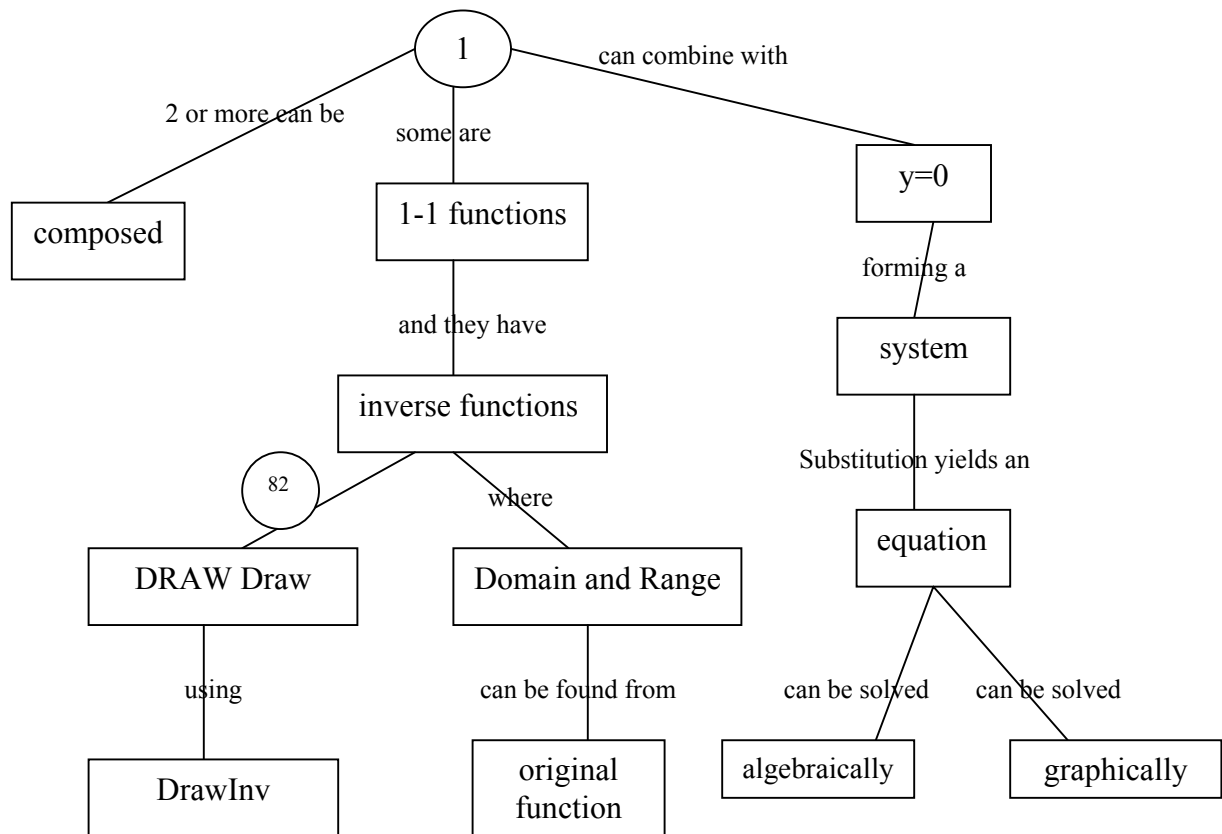 1
can combine with
2 or more can be
some are
y=0
1-1 functions
composed
forming a
and they have
system
inverse functions
Substitution yields an
82
where
equation
DRAW Draw
Domain and Range
using
can be found from
can be solved
can be solved
DrawInv
original
function
algebraically
graphically